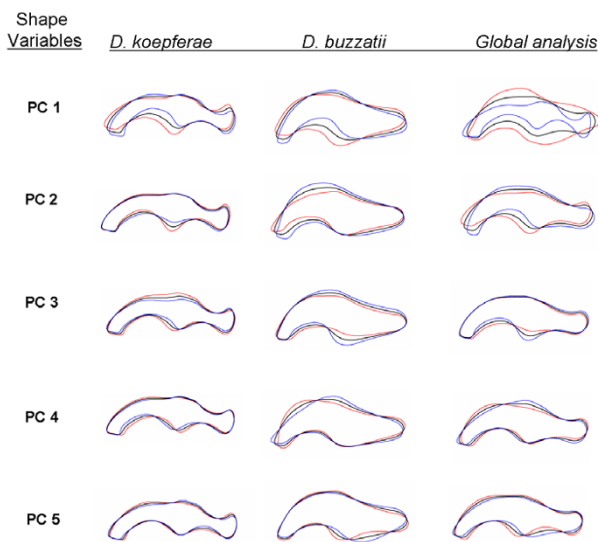 Shape
Variables
D. koepferae
D. buzzatii
Global analysis
PC 1
PC 2
PC 3
PC 4
PC 5